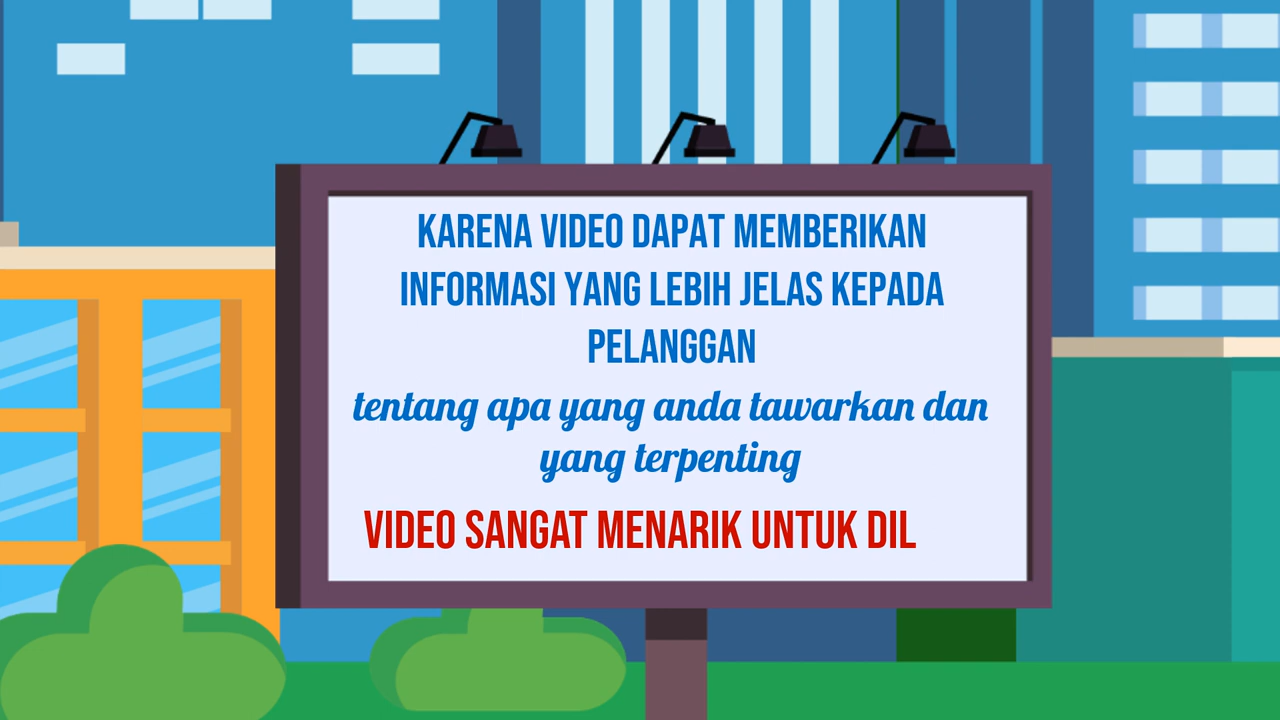 KARENA VIDEO DAPAT MEMBERIKAN
INFORMASI YANG LEBIH JELAS KEPADA
PELANGGAN
tentang apa yang anda tawarkan dan
yang terpenting
VIDEO SANGAT MENARIK UNTUK DIL